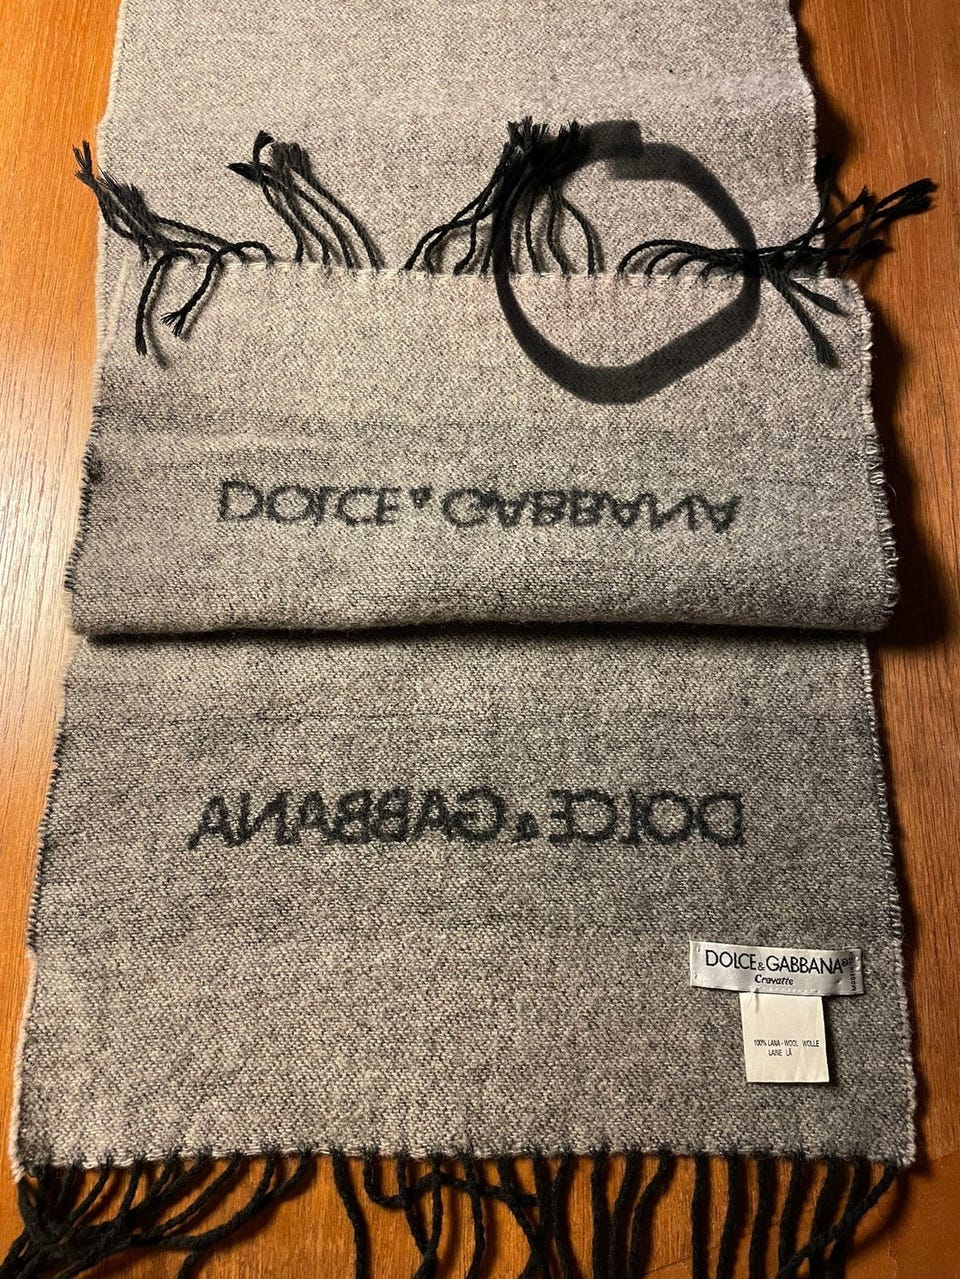 DOLCE & GABBANA
DOLCE & GABBANA
DOLCE & GABBANA®
Cravatte
100% LANA - WOOL WOLLE
LAINE LÃ